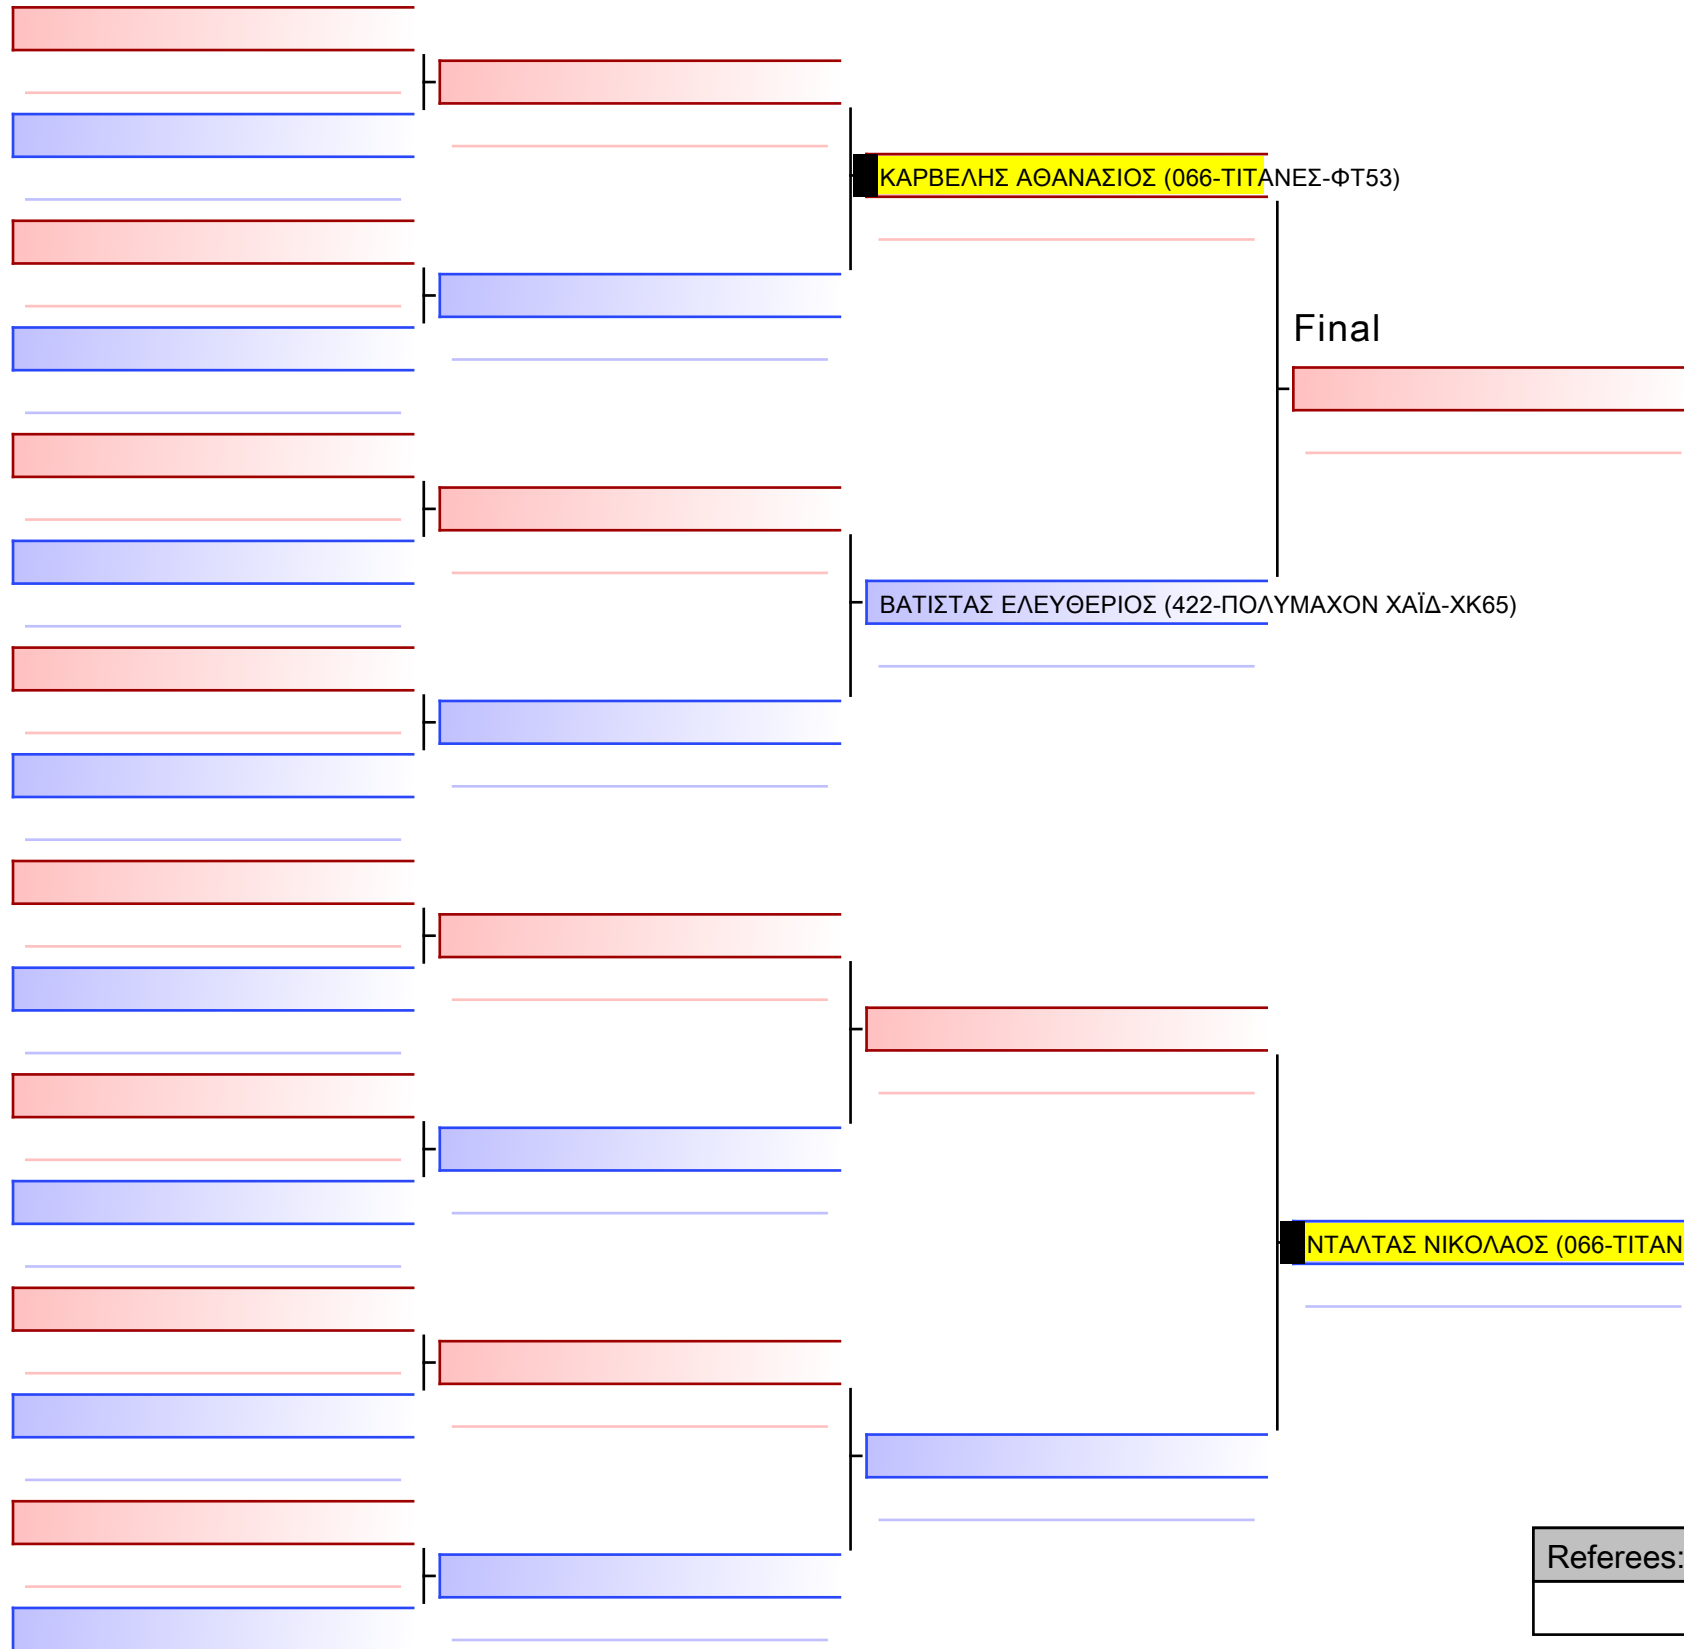 ΚΑΡΒΕΛΗΣ ΑΘΑΝΑΣΙΟΣ (066-ΤΙΤΑΝΕΣ-ΦΤ53)
Final
ΒΑΤΙΣΤΑΣ ΕΛΕΥΘΕΡΙΟΣ (422-ΠΟΛΥΜΑΧΟΝ ΧΑΪΔ-ΧΚ65)
ΝΤΑΛΤΑΣ ΝΙΚΟΛΑΟΣ (066-ΤΙΤΑΝ
Referees: